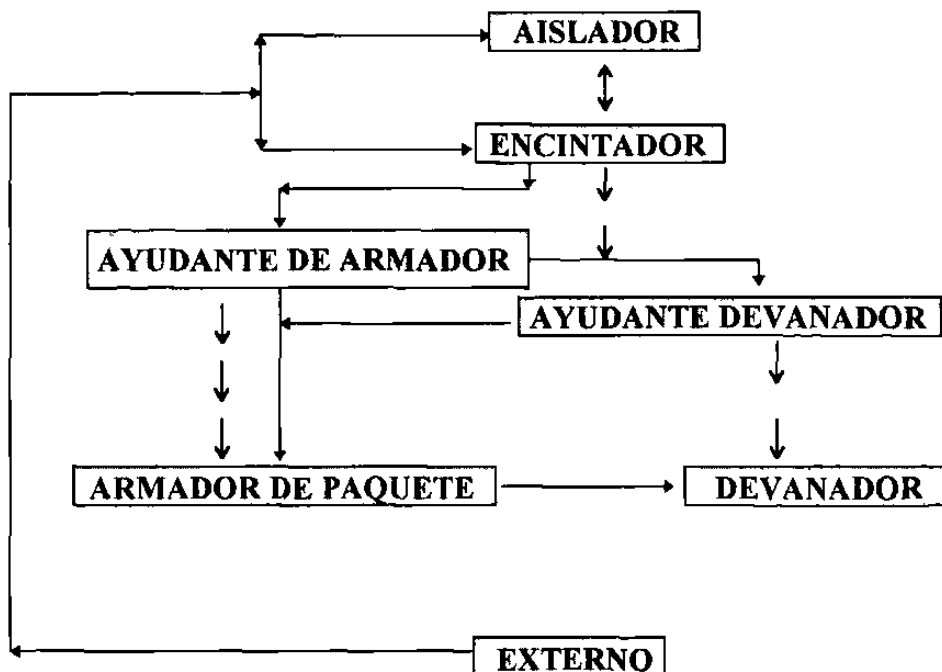 AISLADOR
ENCINTADOR
AYUDANTE DE ARMADOR
AYUDANTE DEVANADOR
ARMADOR DE PAQUETE
DEVANADOR
EXTERNO